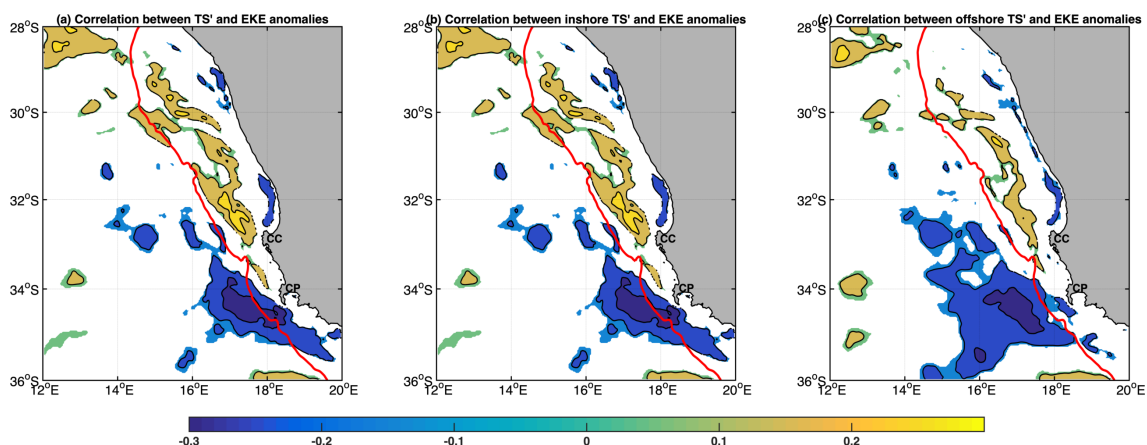 (a) Correlation between TS' and EKE anomalies
(b) Correlation between inshore TS' and EKE anomalies
(c) Correlation between offshore TS' and EKE anomalies
28°S
30°S
32°S
34°S
36°S
12°E 14°E 16°E 18°E 20°E
CC
CP
28°S
30°S
32°S
34°S
36°S
12°E 14°E 16°E 18°E 20°E
CC
CP
28°S
30°S
32°S
34°S
36°S
12°E 14°E 16°E 18°E 20°E
CC
CP
-0.3 -0.2 -0.1 0 0.1 0.2